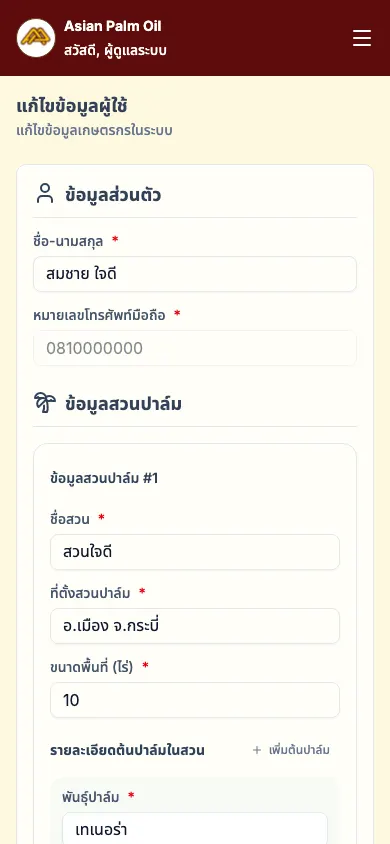 Asian Palm Oil
สวัสดี, ผู้ดูแลระบบ
แก้ไขข้อมูลผู้ใช้
แก้ไขข้อมูลเกษตรกรในระบบ
ข้อมูลส่วนตัว
ชื่อ-นามสกุล *
สมชาย ใจดี
หมายเลขโทรศัพท์มือถือ *
0810000000
ข้อมูลสวนปาล์ม
ข้อมูลสวนปาล์ม #1
ชื่อสวน *
สวนใจดี
ที่ตั้งสวนปาล์ม *
อ.เมือง จ.กระบี่
ขนาดพื้นที่ (ไร่) *
10
รายละเอียดต้นปาล์มในสวน + เพิ่มต้นปาล์ม
พันธุ์ปาล์ม *
เทเนอร่า